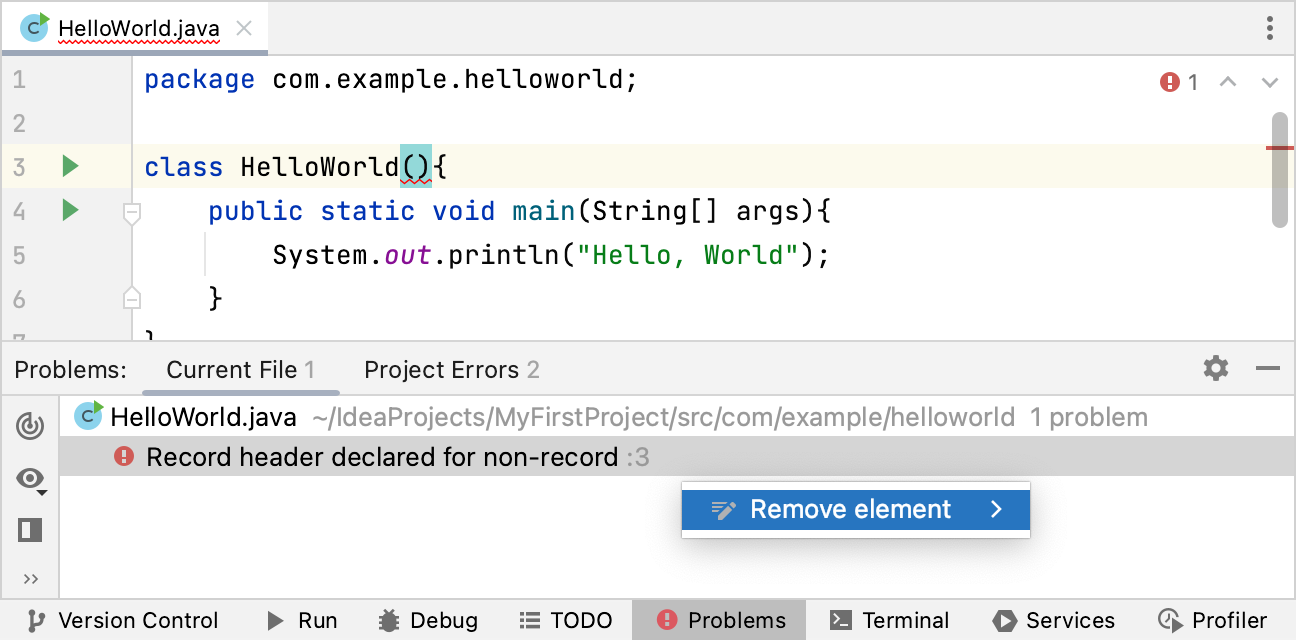 C HelloWorld.java
1 package com.example.helloworld; 1
2
3 class HelloWorld(){
4 public static void main(String[] args){
5 System.out.println("Hello, World");
6 }
7 }
Problems: Current File 1 Project Errors 2
C HelloWorld.java ~/IdeaProjects/MyFirstProject/src/com/example/helloworld 1 problem
Record header declared for non-record :3
Remove element
Version Control Run Debug TODO Problems Terminal Services Profiler